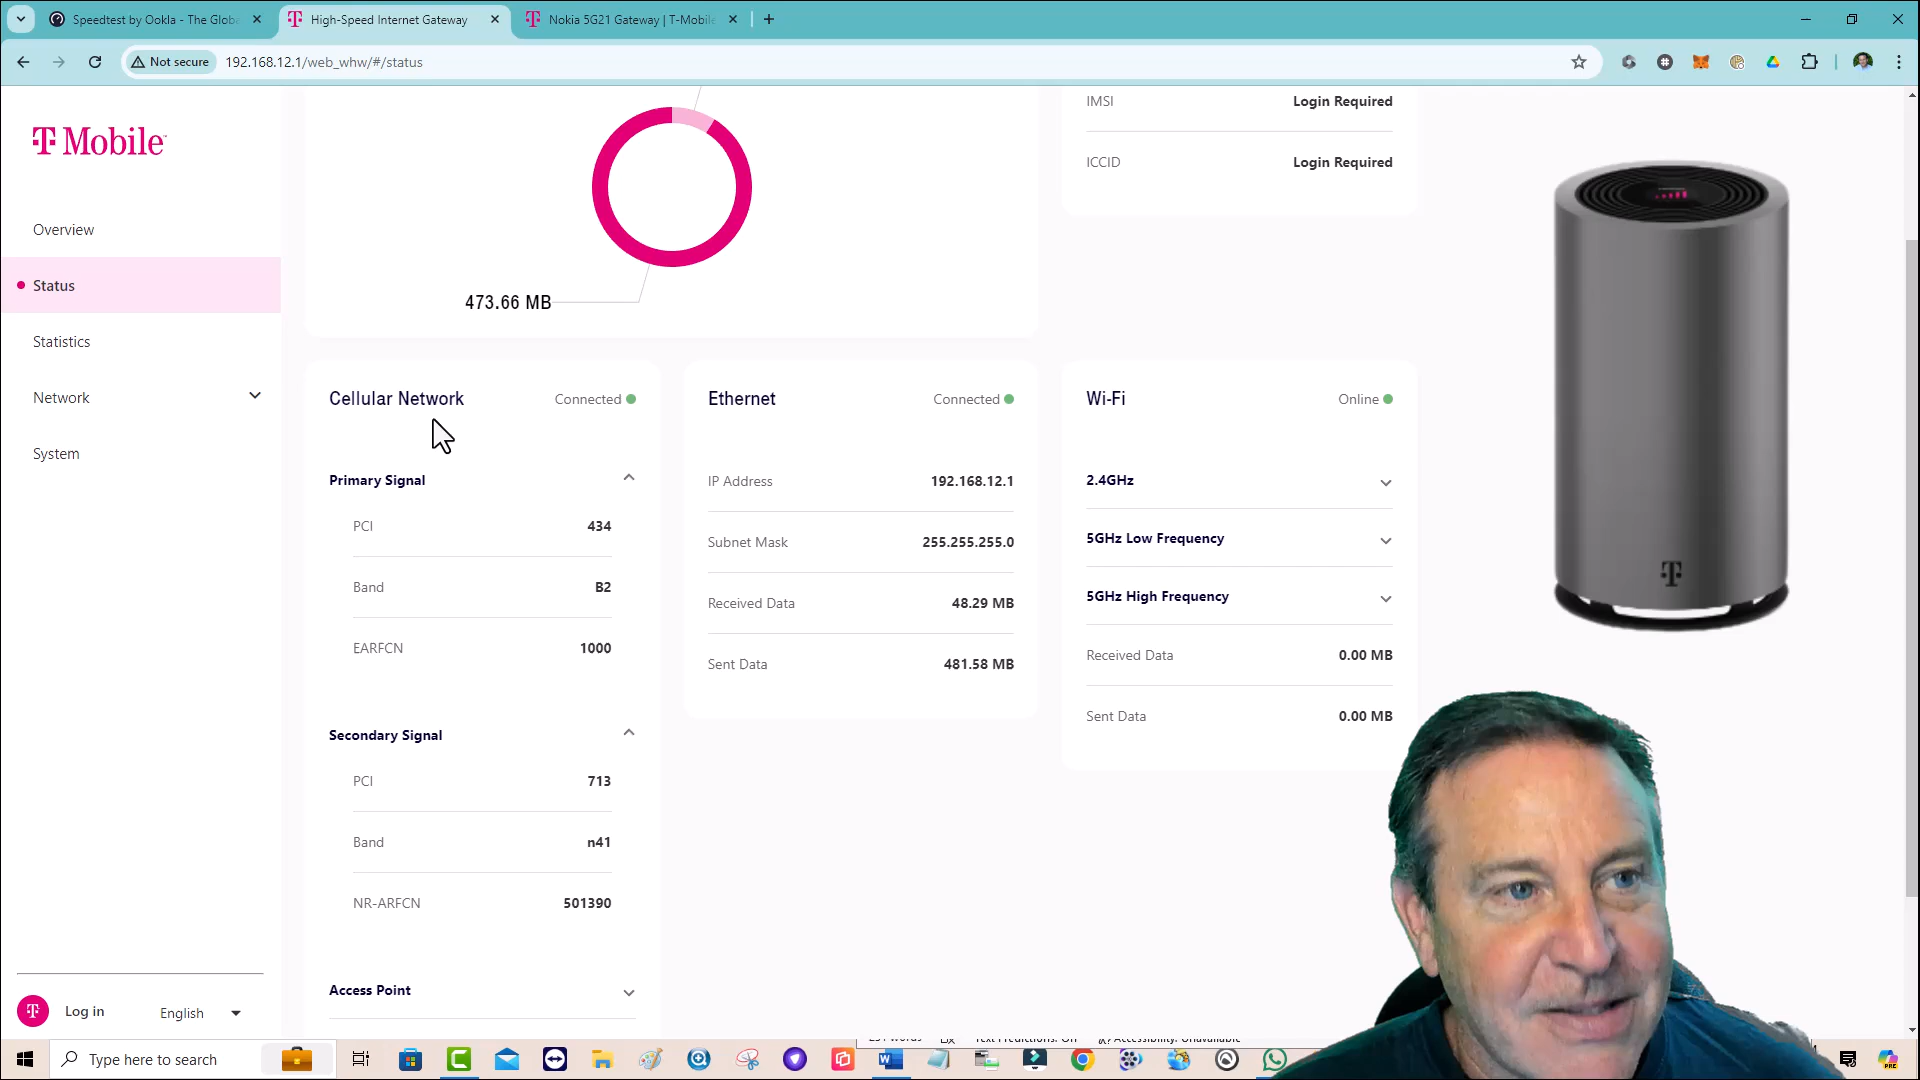 Speedtest by Ookla - The Globa
High-Speed Internet Gateway
Nokia 5G21 Gateway | T-Mobile
Not secure
192.168.12.1/web_whw/#/status
T Mobile
Overview
Status
Statistics
Network
System
Log in
English
473.66 MB
IMSI Login Required
ICCID Login Required
Cellular Network Connected
Primary Signal
PCI 434
Band B2
EARFCN 1000
Secondary Signal
PCI 713
Band n41
NR-ARFCN 501390
Access Point
Ethernet Connected
IP Address 192.168.12.1
Subnet Mask 255.255.255.0
Received Data 48.29 MB
Sent Data 481.58 MB
Wi-Fi Online
2.4GHz
5GHz Low Frequency
5GHz High Frequency
Received Data 0.00 MB
Sent Data 0.00 MB
Type here to search